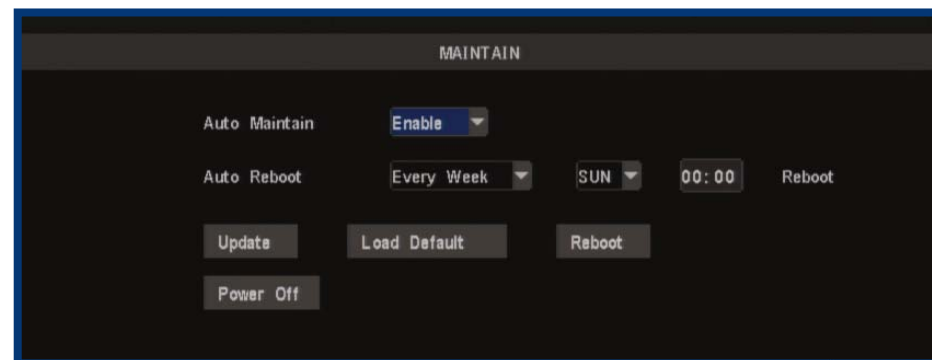 MAINTAIN
Auto Maintain Enable
Auto Reboot Every Week SUN 00:00 Reboot
Update Load Default Reboot
Power Off